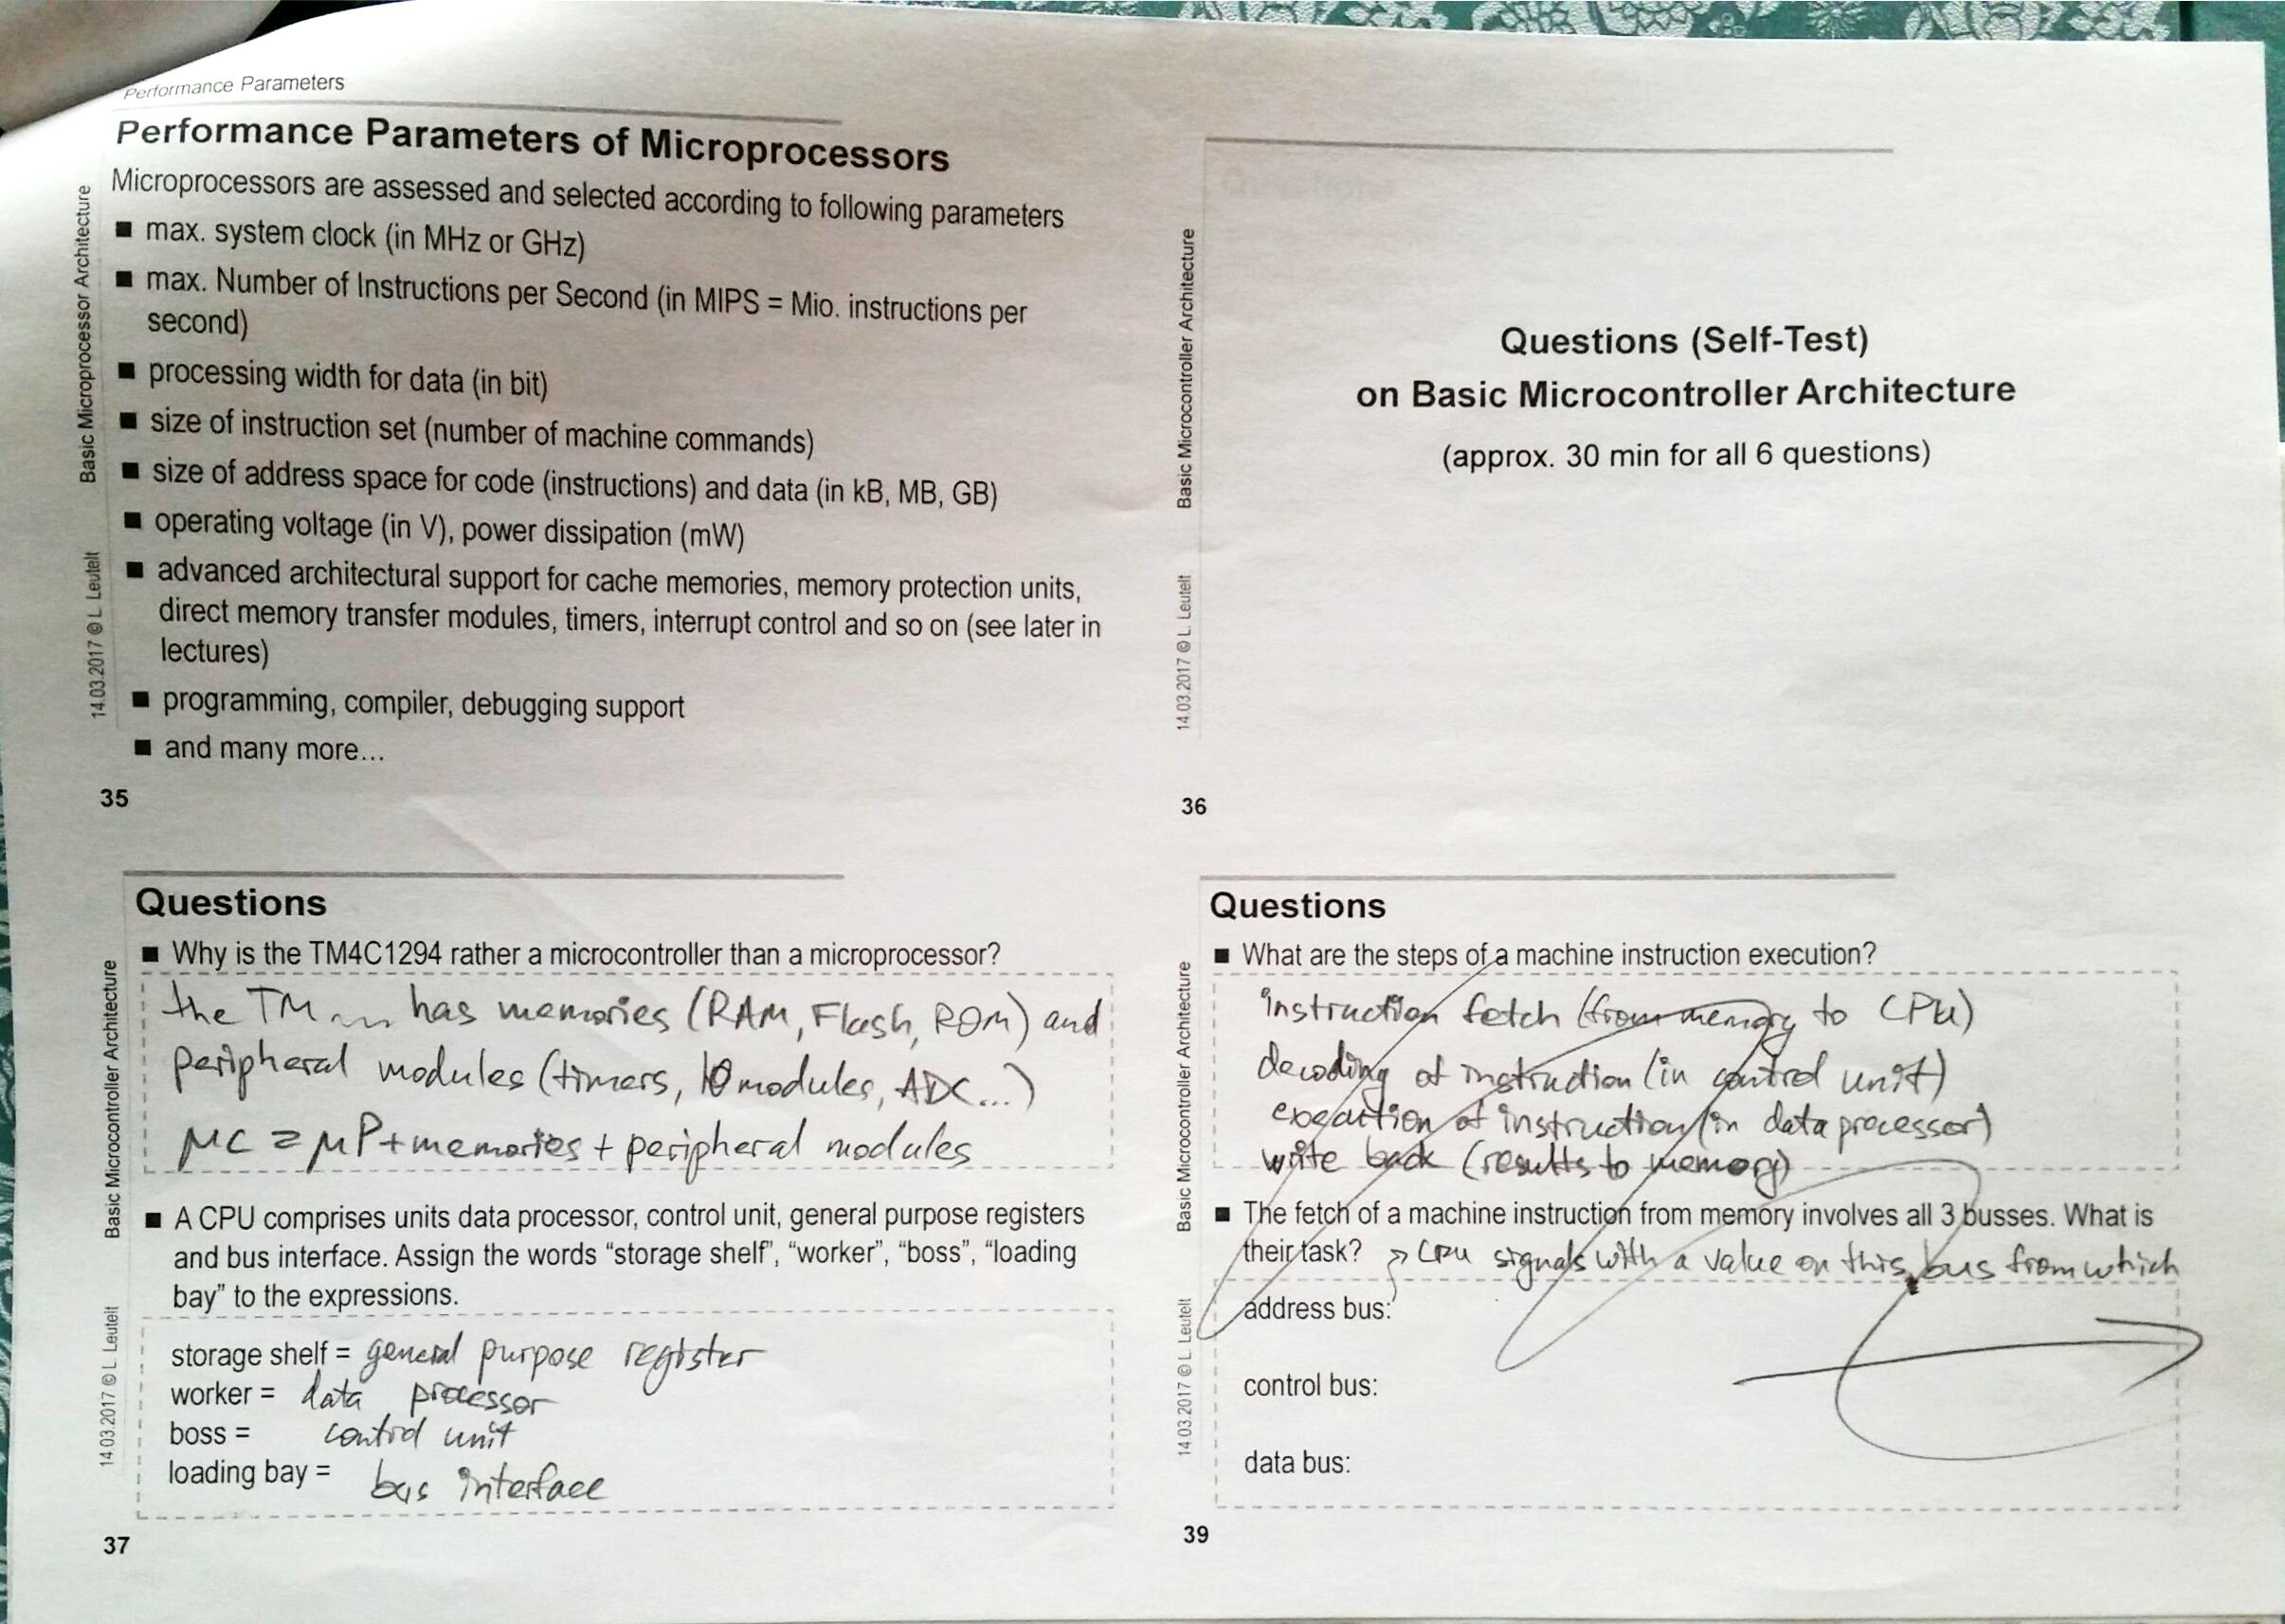 Performance Parameters
Performance Parameters of Microprocessors
Microprocessors are assessed and selected according to following parameters
■ max. system clock (in MHz or GHz)
■ max. Number of Instructions per Second (in MIPS = Mio. instructions per
second)
■ processing width for data (in bit)
■ size of instruction set (number of machine commands)
■ size of address space for code (instructions) and data (in kB, MB, GB)
■ operating voltage (in V), power dissipation (mW)
■ advanced architectural support for cache memories, memory protection units,
direct memory transfer modules, timers, interrupt control and so on (see later in
lectures)
■ programming, compiler, debugging support
■ and many more...
Basic Microprocessor Architecture
14.03.2017 © L. Leutelt
35
Questions (Self-Test)
on Basic Microcontroller Architecture
(approx. 30 min for all 6 questions)
Basic Microcontroller Architecture
14.03.2017 © L. Leutelt
36
Questions
■ Why is the TM4C1294 rather a microcontroller than a microprocessor?
the TM has memories (RAM, Flash, ROM) and
peripheral modules (timers, IO modules, ADC...)
μC = μP + memories + peripheral modules
■ A CPU comprises units data processor, control unit, general purpose registers
and bus interface. Assign the words “storage shelf”, “worker”, “boss”, “loading
bay” to the expressions.
storage shelf = general purpose register
worker = data processor
boss = control unit
loading bay = bus interface
Basic Microcontroller Architecture
14.03.2017 © L. Leutelt
37
Questions
■ What are the steps of a machine instruction execution?
instruction fetch (from memory to CPU)
decoding of instruction (in control unit)
execution of instruction (in data processor)
write back (results to memory)
■ The fetch of a machine instruction from memory involves all 3 busses. What is
their task? CPU signals with a value on this bus from which
address bus:
control bus:
data bus:
Basic Microcontroller Architecture
14.03.2017 © L. Leutelt
39